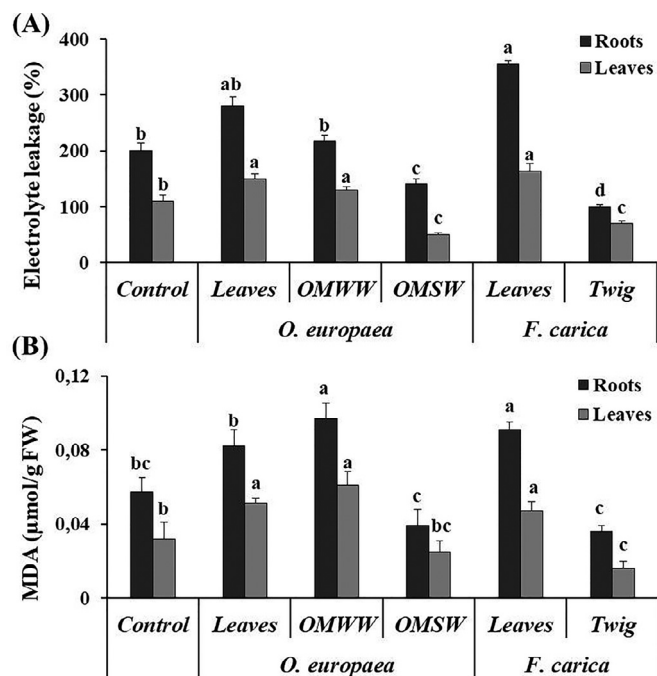 (A)
Electrolyte leakage (%)
400
300
200
100
0
Roots
Leaves
b
b
ab
a
b
a
c
c
a
a
d
c
Control
Leaves
OMWW
OMSW
Leaves
Twig
O. europaea
F. carica
(B)
MDA (µmol/g FW)
0,12
0,08
0,04
0
Roots
Leaves
bc
b
b
a
a
a
c
bc
a
a
c
c
Control
Leaves
OMWW
OMSW
Leaves
Twig
O. europaea
F. carica